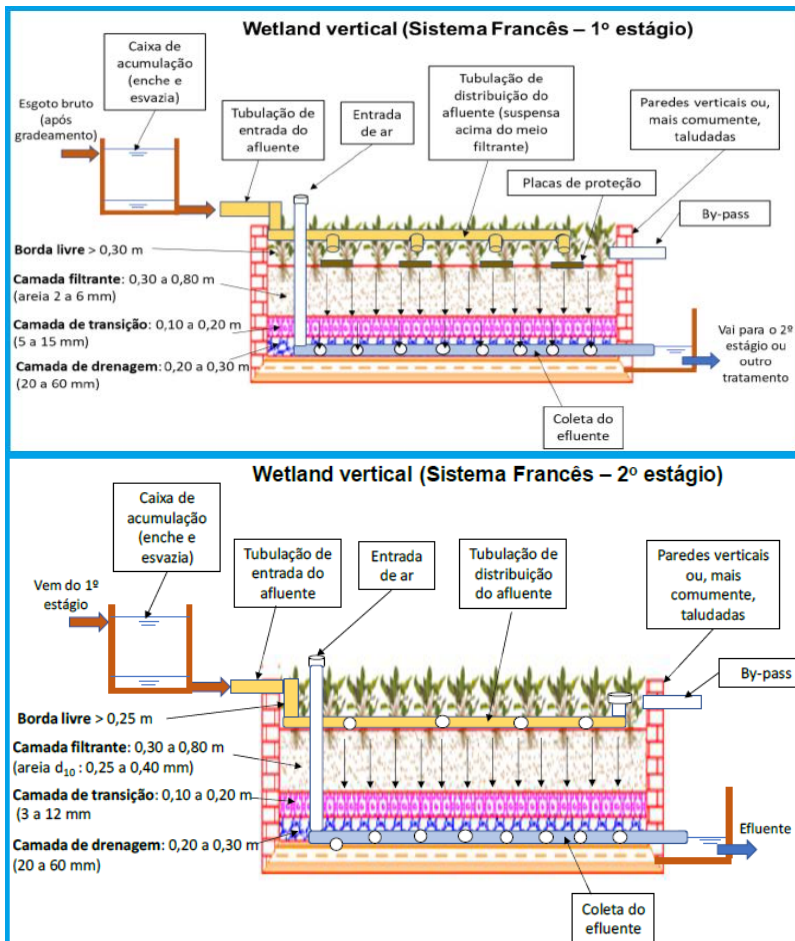 Wetland vertical (Sistema Francês – 1º estágio)
Caixa de
acumulação
(enche e
esvazia)
Esgoto bruto
(após
gradeamento)
Tubulação de
entrada do
afluente
Entrada
de ar
Tubulação de
distribuição do
afluente (suspensa
acima do meio
filtrante)
Placas de proteção
Paredes verticais ou,
mais comumente,
taludadas
By-pass
Borda livre > 0,30 m
Camada filtrante: 0,30 a 0,80 m
(areia 2 a 6 mm)
Camada de transição: 0,10 a 0,20 m
(5 a 15 mm)
Camada de drenagem: 0,20 a 0,30 m
(20 a 60 mm)
Vai para o 2º
estágio ou
outro
tratamento
Coleta do
efluente
Wetland vertical (Sistema Francês – 2º estágio)
Caixa de
acumulação
(enche e
esvazia)
Vem do 1º
estágio
Tubulação de
entrada do
afluente
Entrada
de ar
Tubulação de
distribuição
do afluente
Paredes verticais
ou, mais
comumente,
taludadas
By-pass
Borda livre > 0,25 m
Camada filtrante: 0,30 a 0,80 m
(areia d10 : 0,25 a 0,40 mm)
Camada de transição: 0,10 a 0,20 m
(3 a 12 mm
Camada de drenagem: 0,20 a 0,30 m
(20 a 60 mm)
Efluente
Coleta do
efluente